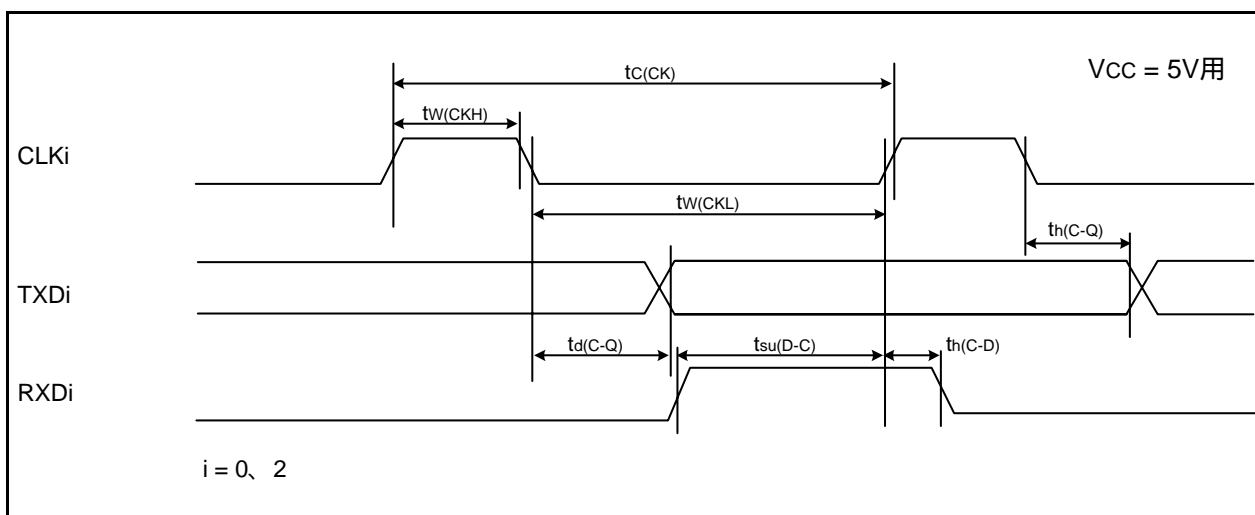 VCC = 5V用
tC(CK)
tW(CKH)
CLKi
tW(CKL)
th(C-Q)
TXDi
td(C-Q)
tsu(D-C)
th(C-D)
RXDi
i = 0、2